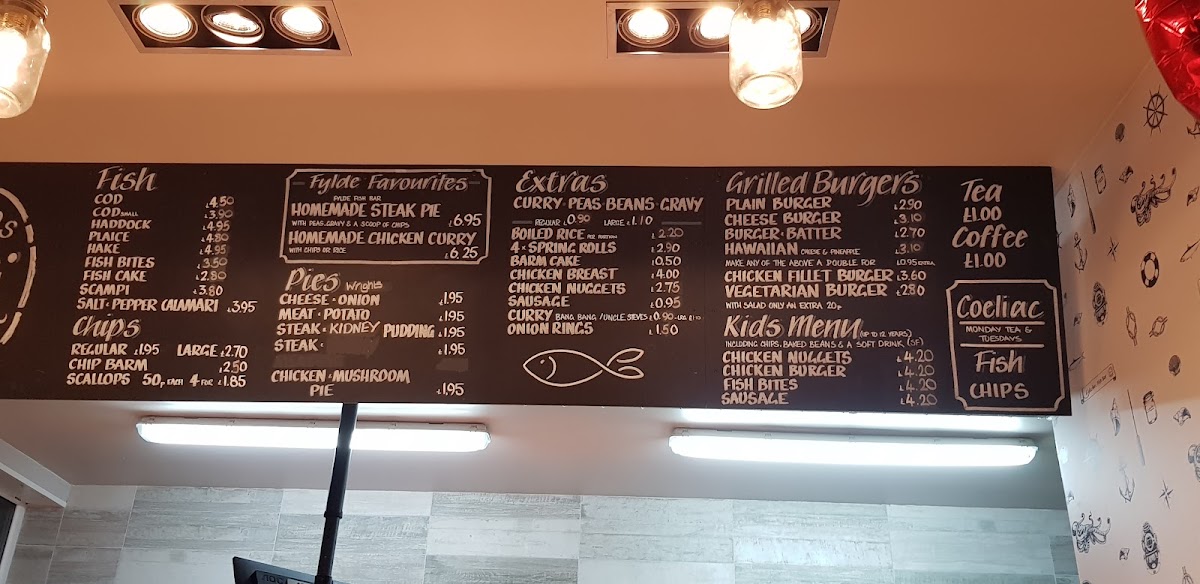 Fish
COD £4.50
COD SMALL £3.90
HADDOCK £4.95
PLAICE £4.80
HAKE £4.95
FISH BITES £3.50
FISH CAKE £2.80
SCAMPI £3.80
SALT · PEPPER CALAMARI £3.95
Chips
REGULAR £1.95 LARGE £2.70
CHIP BARM £2.50
SCALLOPS 50p EACH 4 FOR £1.85
Fylde Favourites
FYLDE FISH BAR
HOMEMADE STEAK PIE £6.95
WITH PEAS, GRAVY & A SCOOP OF CHIPS
HOMEMADE CHICKEN CURRY
WITH CHIPS OR RICE £6.25
Pies Wrights
CHEESE · ONION £1.95
MEAT · POTATO £1.95
STEAK · KIDNEY PUDDING £1.95
STEAK · £1.95
CHICKEN · MUSHROOM
PIE £1.95
Extras
CURRY · PEAS · BEANS · GRAVY
REGULAR £0.90 LARGE £1.10
BOILED RICE PER PORTION £2.20
4 × SPRING ROLLS £2.90
BARM CAKE £0.50
CHICKEN BREAST £4.00
CHICKEN NUGGETS £2.75
SAUSAGE £0.95
CURRY BANG BANG / UNCLE STEVES £0.90 - LRG £1.10
ONION RINGS £1.50
Grilled Burgers
PLAIN BURGER £2.90
CHEESE BURGER £3.10
BURGER · BATTER £2.70
HAWAIIAN CHEESE & PINEAPPLE £3.10
MAKE ANY OF THE ABOVE A DOUBLE FOR £0.95 EXTRA
CHICKEN FILLET BURGER £3.60
VEGETARIAN BURGER £2.80
WITH SALAD ONLY AN EXTRA 20p
Kids Menu (UP TO 12 YEARS)
INCLUDING CHIPS, BAKED BEANS & A SOFT DRINK (SF)
CHICKEN NUGGETS £4.20
CHICKEN BURGER £4.20
FISH BITES £4.20
SAUSAGE £4.20
Tea
£1.00
Coffee
£1.00
Coeliac
MONDAY TEA &
TUESDAYS
Fish
CHIPS